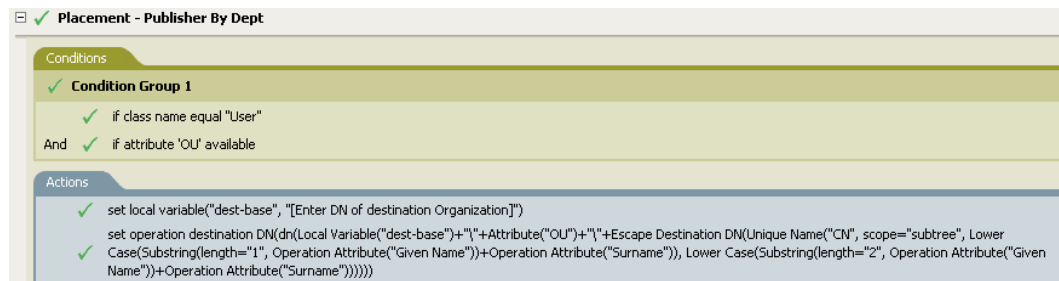 Placement - Publisher By Dept
Conditions
Condition Group 1
if class name equal "User"
And if attribute 'OU' available
Actions
set local variable("dest-base", "[Enter DN of destination Organization]")
set operation destination DN(dn(Local Variable("dest-base")+"\"+Attribute("OU")+"\"+Escape Destination DN(Unique Name("CN", scope="subtree", Lower
Case(Substring(length="1", Operation Attribute("Given Name"))+Operation Attribute("Surname")), Lower Case(Substring(length="2", Operation Attribute("Given
Name"))+Operation Attribute("Surname"))))))